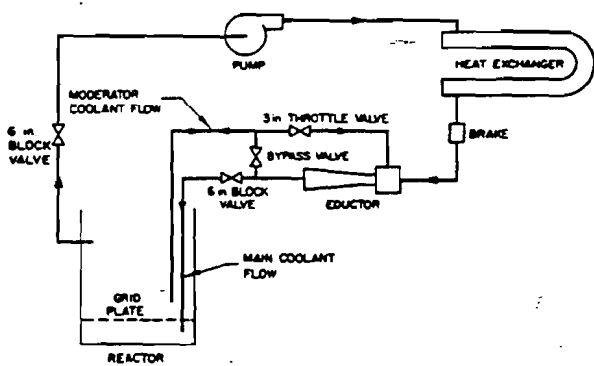 PUMP
HEAT EXCHANGER
MODERATOR
COOLANT FLOW
3 in THROTTLE VALVE
6 in
BLOCK
VALVE
BRAKE
BYPASS VALVE
6 in BLOCK
VALVE
EDUCTOR
MAIN COOLANT
FLOW
GRID
PLATE
REACTOR